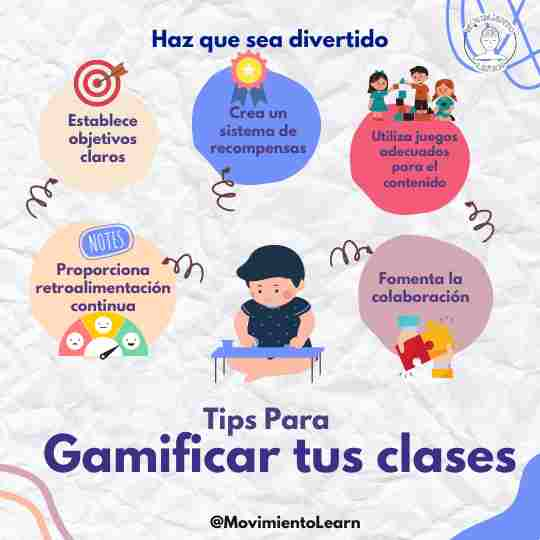 Haz que sea divertido
Establece
objetivos
claros
Crea un
sistema de
recompensas
Utiliza juegos
adecuados
para el
contenido
NOTES
Proporciona
retroalimentación
continua
Fomenta la
colaboración
Tips Para
Gamificar tus clases
@MovimientoLearn